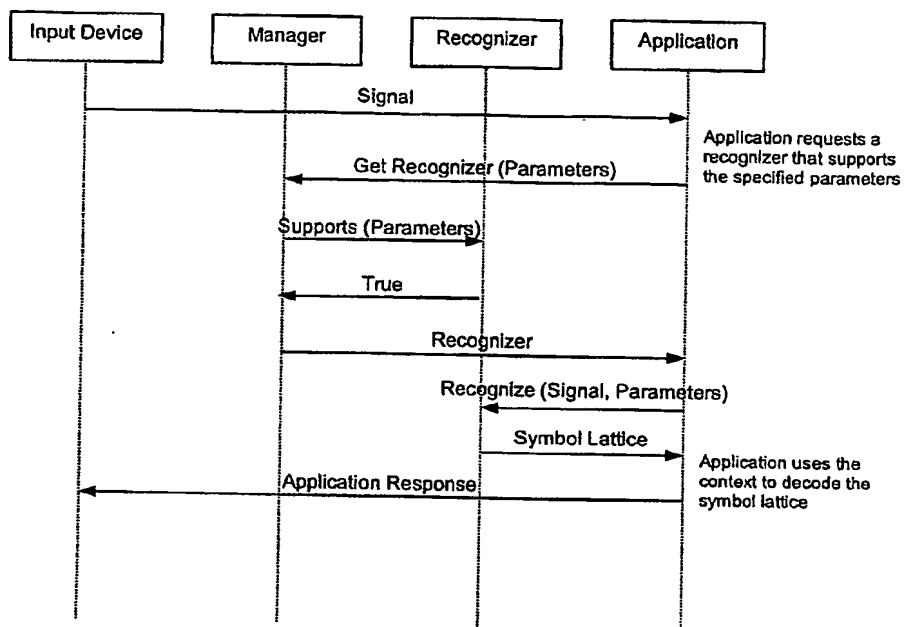 Input Device
Manager
Recognizer
Application
Signal
Application requests a
recognizer that supports
the specified parameters
Get Recognizer (Parameters)
Supports (Parameters)
True
Recognizer
Recognize (Signal, Parameters)
Symbol Lattice
Application uses the
context to decode the
symbol lattice
Application Response